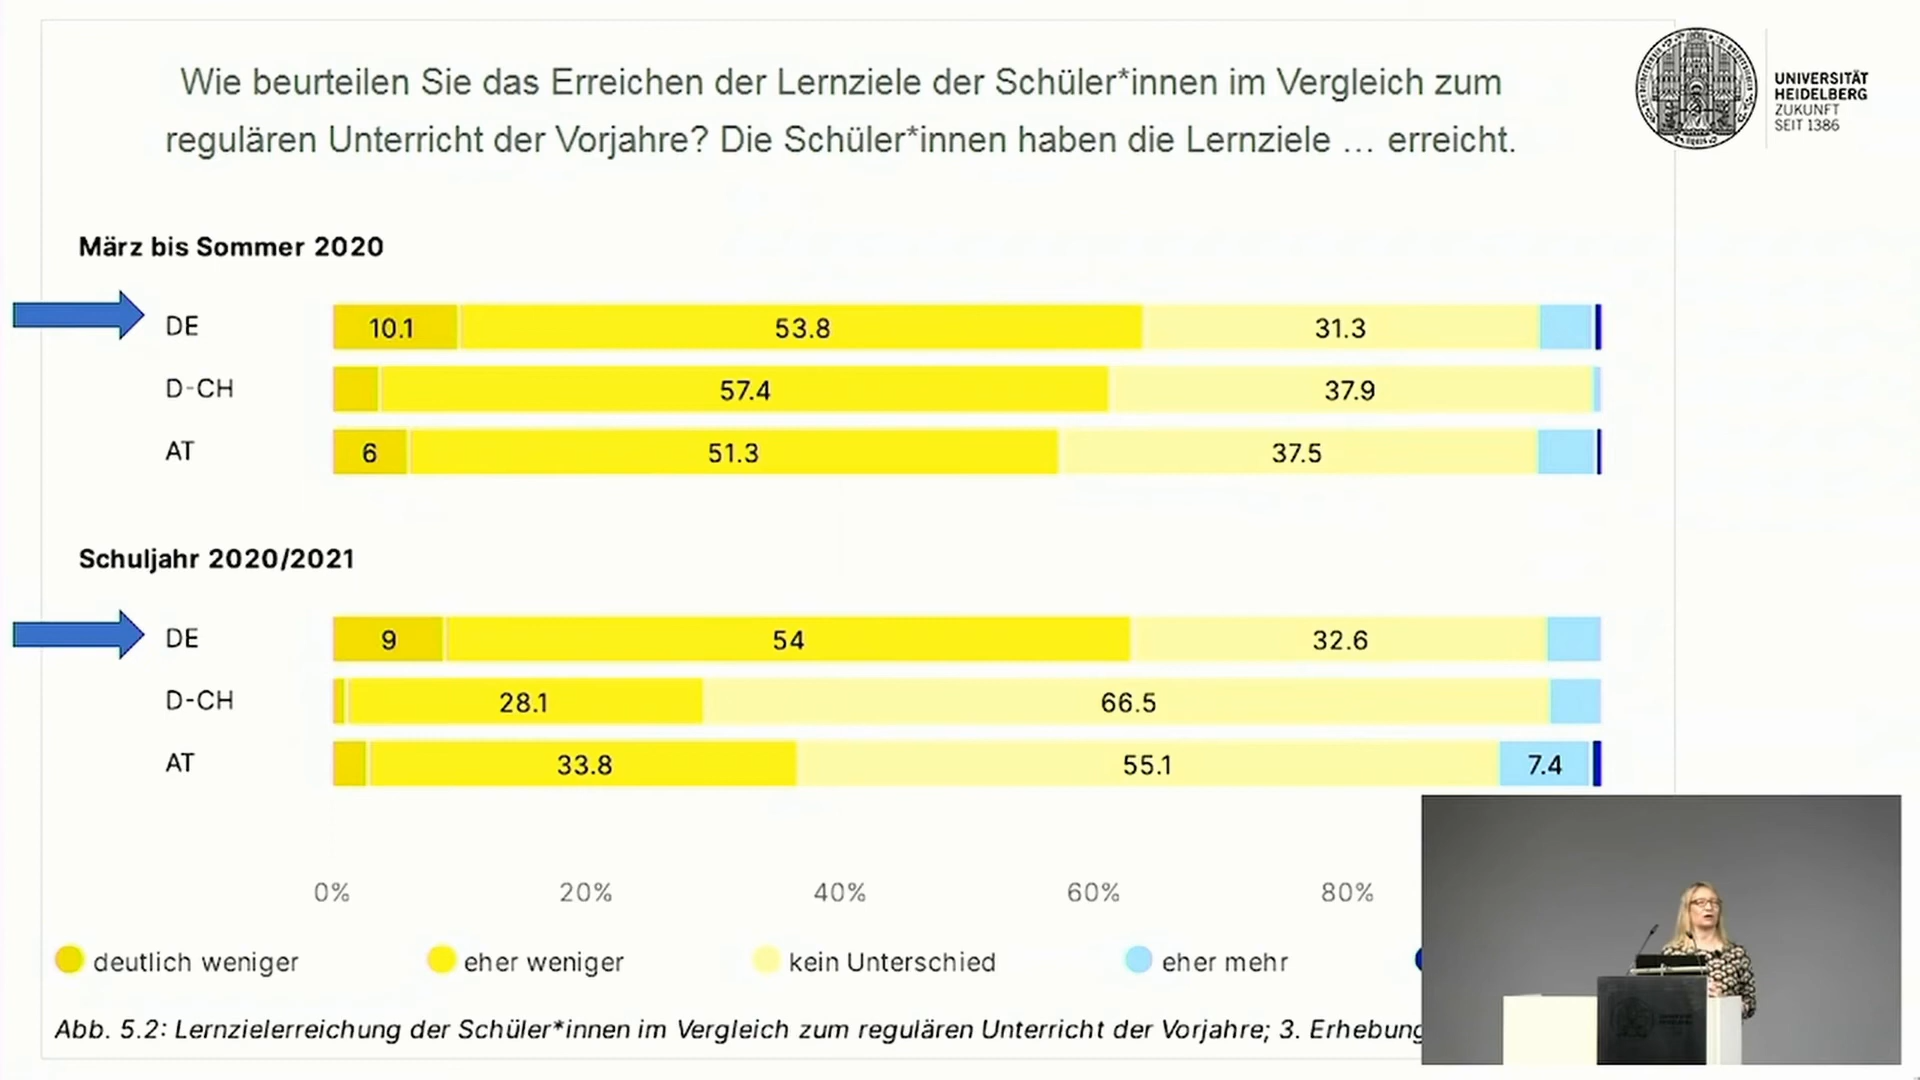 Wie beurteilen Sie das Erreichen der Lernziele der Schüler*innen im Vergleich zum
regulären Unterricht der Vorjahre? Die Schüler*innen haben die Lernziele … erreicht.
UNIVERSITÄT
HEIDELBERG
ZUKUNFT
SEIT 1386
März bis Sommer 2020
DE 10.1 53.8 31.3
D-CH 57.4 37.9
AT 6 51.3 37.5
Schuljahr 2020/2021
DE 9 54 32.6
D-CH 28.1 66.5
AT 33.8 55.1 7.4
0% 20% 40% 60% 80%
deutlich weniger eher weniger kein Unterschied eher mehr
Abb. 5.2: Lernzielerreichung der Schüler*innen im Vergleich zum regulären Unterricht der Vorjahre; 3. Erhebung